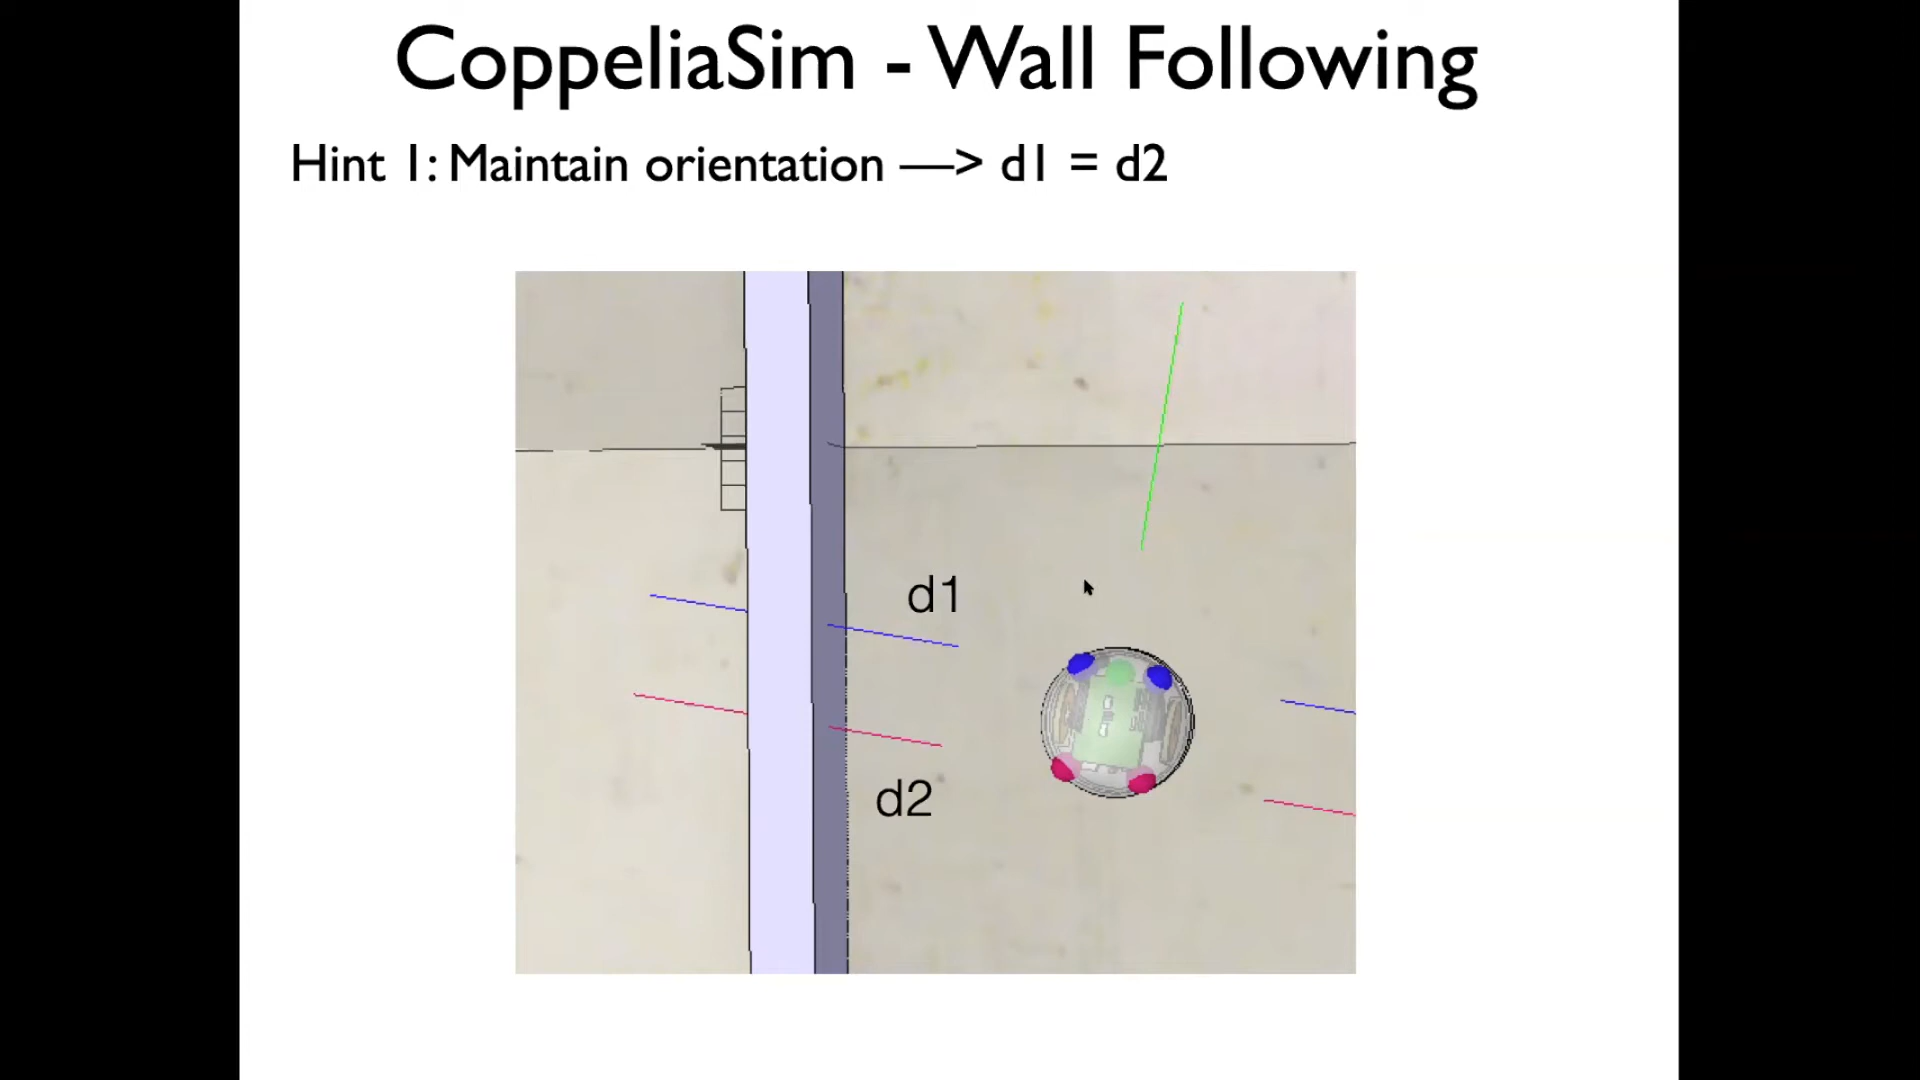 CoppeliaSim - Wall Following
Hint 1: Maintain orientation —> d1 = d2
d1
d2